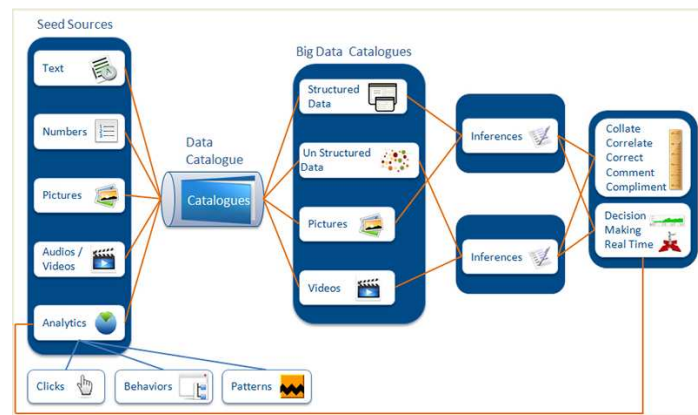 Seed Sources
Text
Numbers
Pictures
Audios /
Videos
Analytics
Clicks
Behaviors
Patterns
Data
Catalogue
Catalogues
Big Data Catalogues
Structured
Data
Un Structured
Data
Pictures
Videos
Inferences
Inferences
Collate
Correlate
Correct
Comment
Compliment
Decision
Making
Real Time